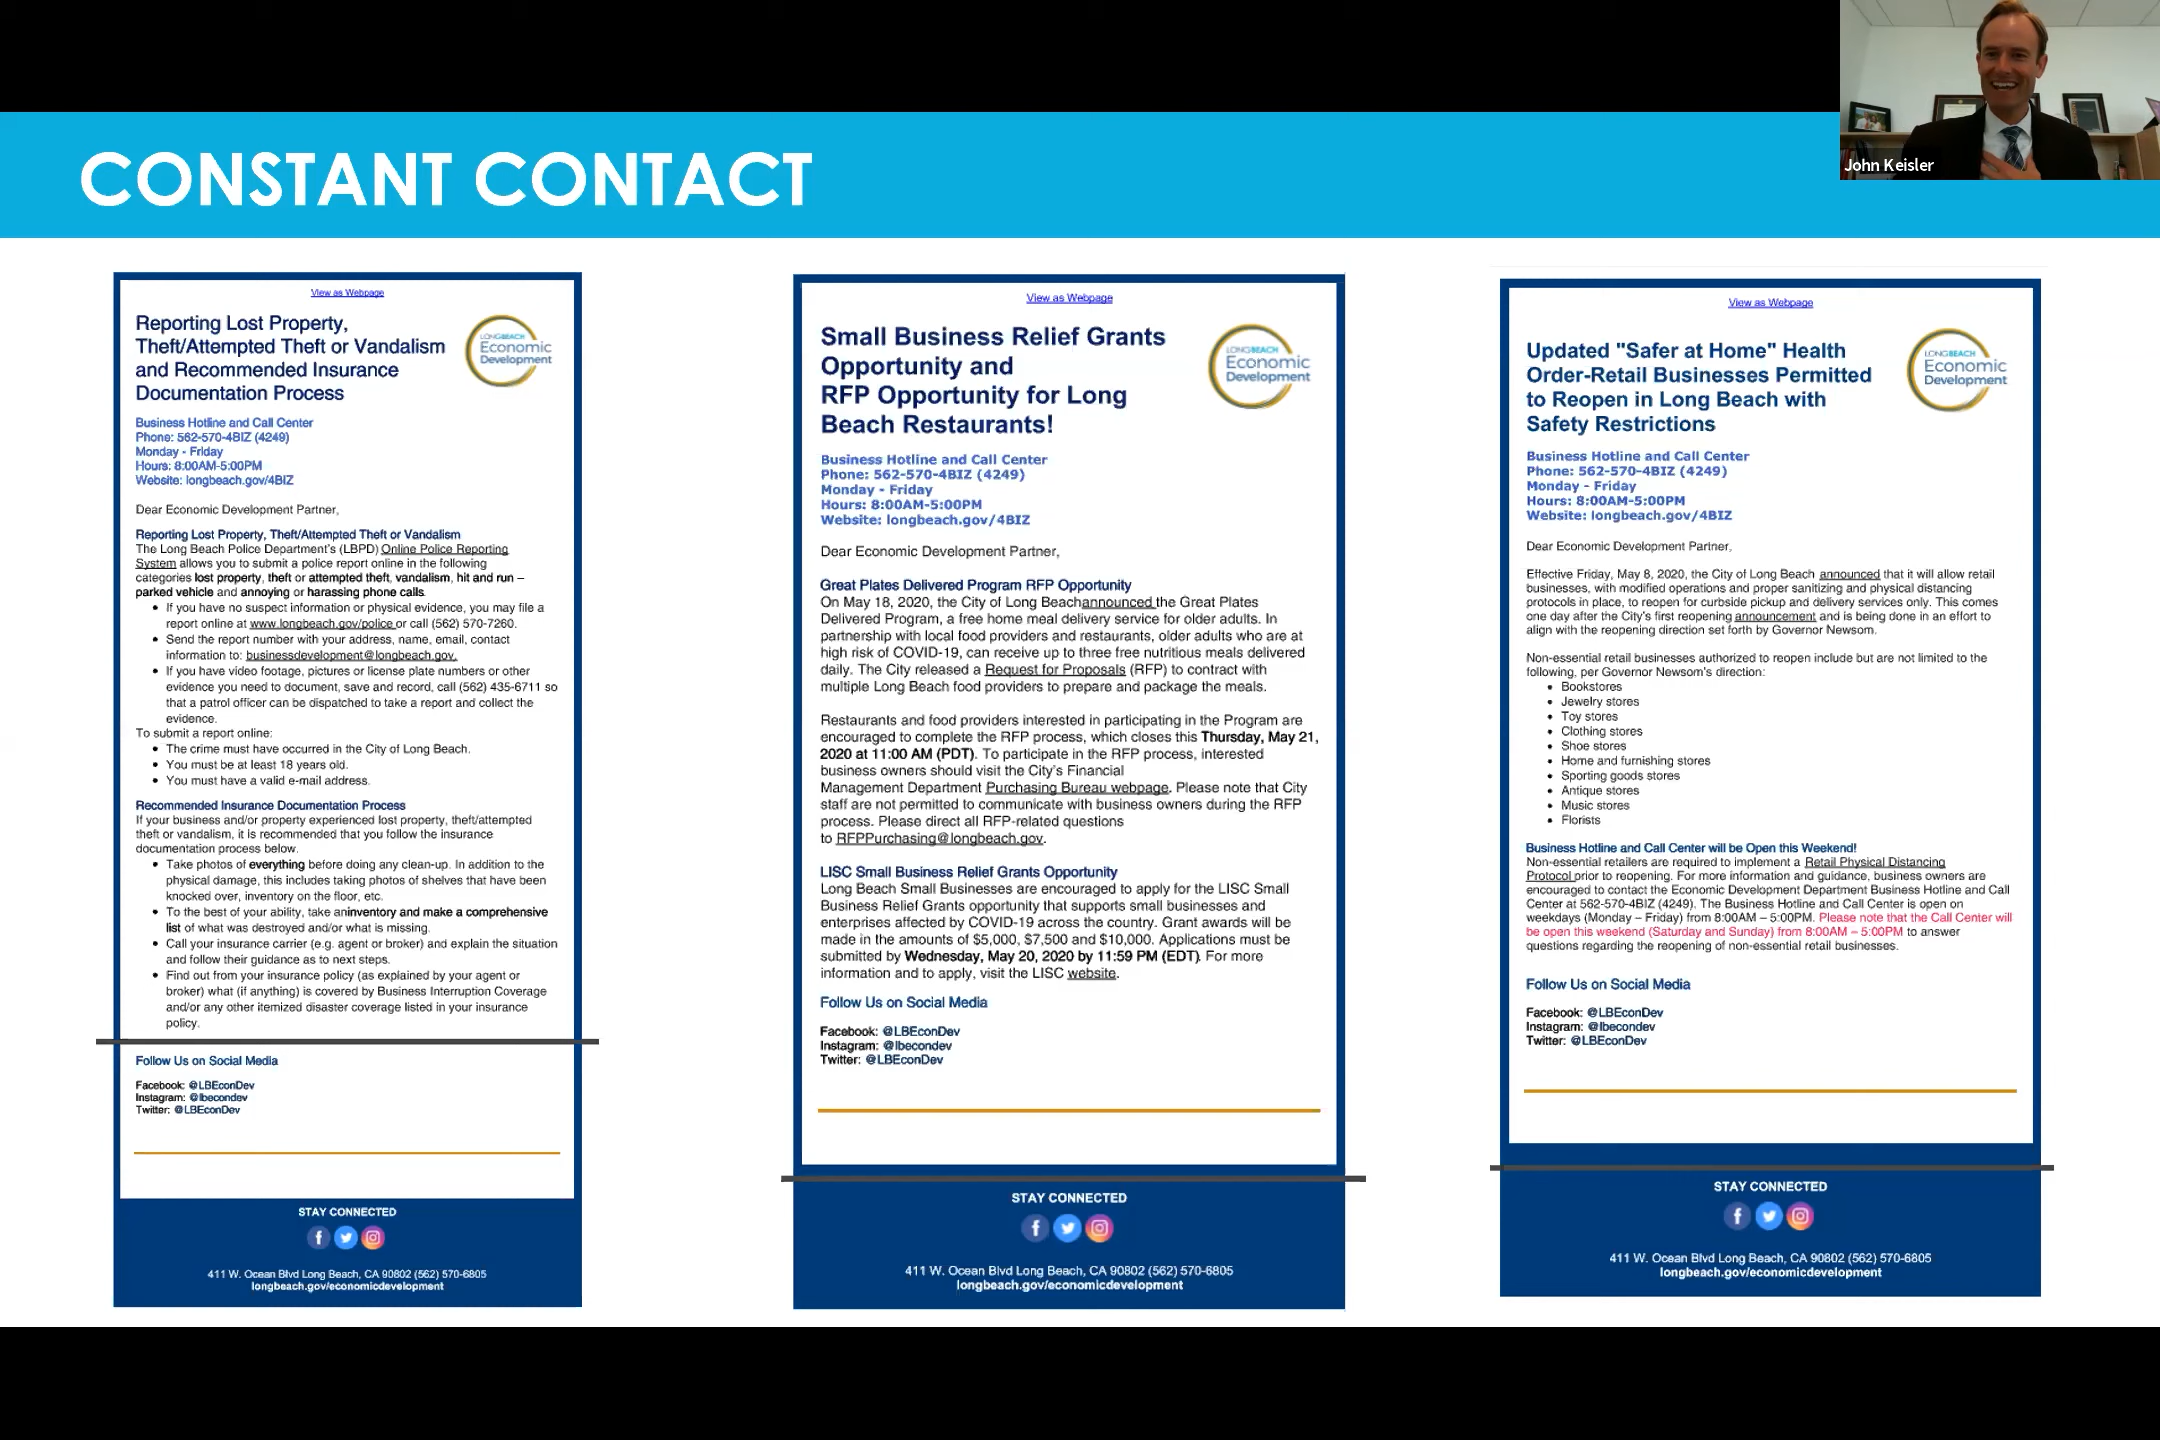 John Keisler
CONSTANT CONTACT
View as Webpage
Reporting Lost Property,
Theft/Attempted Theft or Vandalism
and Recommended Insurance
Documentation Process
LONGBEACH
Economic
Development
Business Hotline and Call Center
Phone: 562-570-4BIZ (4249)
Monday - Friday
Hours: 8:00AM-5:00PM
Website: longbeach.gov/4BIZ
Dear Economic Development Partner,
Reporting Lost Property, Theft/Attempted Theft or Vandalism
The Long Beach Police Department's (LBPD) Online Police Reporting
System allows you to submit a police report online in the following
categories lost property, theft or attempted theft, vandalism, hit and run –
parked vehicle and annoying or harassing phone calls.
• If you have no suspect information or physical evidence, you may file a
report online at www.longbeach.gov/police or call (562) 570-7260.
• Send the report number with your address, name, email, contact
information to: businessdevelopment@longbeach.gov.
• If you have video footage, pictures or license plate numbers or other
evidence you need to document, save and record, call (562) 435-6711 so
that a patrol officer can be dispatched to take a report and collect the
evidence.
To submit a report online:
• The crime must have occurred in the City of Long Beach.
• You must be at least 18 years old.
• You must have a valid e-mail address.
Recommended Insurance Documentation Process
If your business and/or property experienced lost property, theft/attempted
theft or vandalism, it is recommended that you follow the insurance
documentation process below.
• Take photos of everything before doing any clean-up. In addition to the
physical damage, this includes taking photos of shelves that have been
knocked over, inventory on the floor, etc.
• To the best of your ability, take aninventory and make a comprehensive
list of what was destroyed and/or what is missing.
• Call your insurance carrier (e.g. agent or broker) and explain the situation
and follow their guidance as to next steps.
• Find out from your insurance policy (as explained by your agent or
broker) what (if anything) is covered by Business Interruption Coverage
and/or any other itemized disaster coverage listed in your insurance
policy.
Follow Us on Social Media
Facebook: @LBEconDev
Instagram: @lbecondev
Twitter: @LBEconDev
STAY CONNECTED
411 W. Ocean Blvd Long Beach, CA 90802 (562) 570-6805
longbeach.gov/economicdevelopment
View as Webpage
Small Business Relief Grants
Opportunity and
RFP Opportunity for Long
Beach Restaurants!
LONGBEACH
Economic
Development
Business Hotline and Call Center
Phone: 562-570-4BIZ (4249)
Monday - Friday
Hours: 8:00AM-5:00PM
Website: longbeach.gov/4BIZ
Dear Economic Development Partner,
Great Plates Delivered Program RFP Opportunity
On May 18, 2020, the City of Long Beachannounced the Great Plates
Delivered Program, a free home meal delivery service for older adults. In
partnership with local food providers and restaurants, older adults who are at
high risk of COVID-19, can receive up to three free nutritious meals delivered
daily. The City released a Request for Proposals (RFP) to contract with
multiple Long Beach food providers to prepare and package the meals.
Restaurants and food providers interested in participating in the Program are
encouraged to complete the RFP process, which closes this Thursday, May 21,
2020 at 11:00 AM (PDT). To participate in the RFP process, interested
business owners should visit the City's Financial
Management Department Purchasing Bureau webpage. Please note that City
staff are not permitted to communicate with business owners during the RFP
process. Please direct all RFP-related questions
to RFPPurchasing@longbeach.gov.
LISC Small Business Relief Grants Opportunity
Long Beach Small Businesses are encouraged to apply for the LISC Small
Business Relief Grants opportunity that supports small businesses and
enterprises affected by COVID-19 across the country. Grant awards will be
made in the amounts of $5,000, $7,500 and $10,000. Applications must be
submitted by Wednesday, May 20, 2020 by 11:59 PM (EDT). For more
information and to apply, visit the LISC website.
Follow Us on Social Media
Facebook: @LBEconDev
Instagram: @lbecondev
Twitter: @LBEconDev
STAY CONNECTED
411 W. Ocean Blvd Long Beach, CA 90802 (562) 570-6805
longbeach.gov/economicdevelopment
View as Webpage
Updated "Safer at Home" Health
Order-Retail Businesses Permitted
to Reopen in Long Beach with
Safety Restrictions
LONGBEACH
Economic
Development
Business Hotline and Call Center
Phone: 562-570-4BIZ (4249)
Monday - Friday
Hours: 8:00AM-5:00PM
Website: longbeach.gov/4BIZ
Dear Economic Development Partner,
Effective Friday, May 8, 2020, the City of Long Beach announced that it will allow retail
businesses, with modified operations and proper sanitizing and physical distancing
protocols in place, to reopen for curbside pickup and delivery services only. This comes
one day after the City's first reopening announcement and is being done in an effort to
align with the reopening direction set forth by Governor Newsom.
Non-essential retail businesses authorized to reopen include but are not limited to the
following, per Governor Newsom's direction:
• Bookstores
• Jewelry stores
• Toy stores
• Clothing stores
• Shoe stores
• Home and furnishing stores
• Sporting goods stores
• Antique stores
• Music stores
• Florists
Business Hotline and Call Center will be Open this Weekend!
Non-essential retailers are required to implement a Retail Physical Distancing
Protocol prior to reopening. For more information and guidance, business owners are
encouraged to contact the Economic Development Department Business Hotline and Call
Center at 562-570-4BIZ (4249). The Business Hotline and Call Center is open on
weekdays (Monday – Friday) from 8:00AM – 5:00PM. Please note that the Call Center will
be open this weekend (Saturday and Sunday) from 8:00AM – 5:00PM to answer
questions regarding the reopening of non-essential retail businesses.
Follow Us on Social Media
Facebook: @LBEconDev
Instagram: @lbecondev
Twitter: @LBEconDev
STAY CONNECTED
411 W. Ocean Blvd Long Beach, CA 90802 (562) 570-6805
longbeach.gov/economicdevelopment